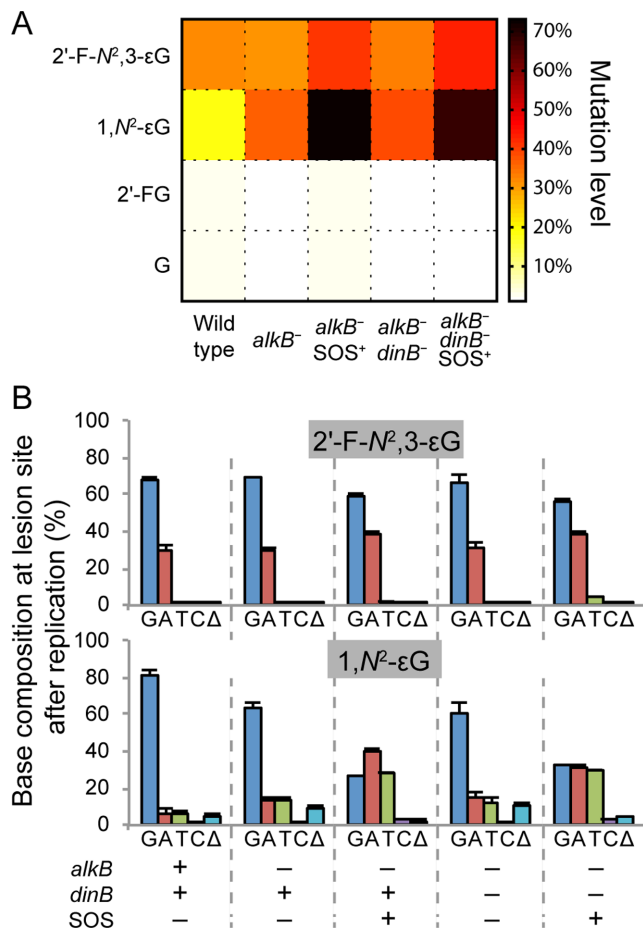 A
2'-F-N²,3-εG
1,N²-εG
2'-FG
G
70%
60%
50%
40%
30%
20%
10%
Mutation level
Wild type
alkB⁻
alkB⁻ SOS⁺
alkB⁻ dinB⁻
alkB⁻ dinB⁻ SOS⁺
B
Base composition at lesion site
after replication (%)
2'-F-N²,3-εG
100
80
60
40
20
0
GATCΔ GATCΔ GATCΔ GATCΔ GATCΔ
1,N²-εG
100
80
60
40
20
0
GATCΔ GATCΔ GATCΔ GATCΔ GATCΔ
alkB + – – – –
dinB + + + – –
SOS – – + – +